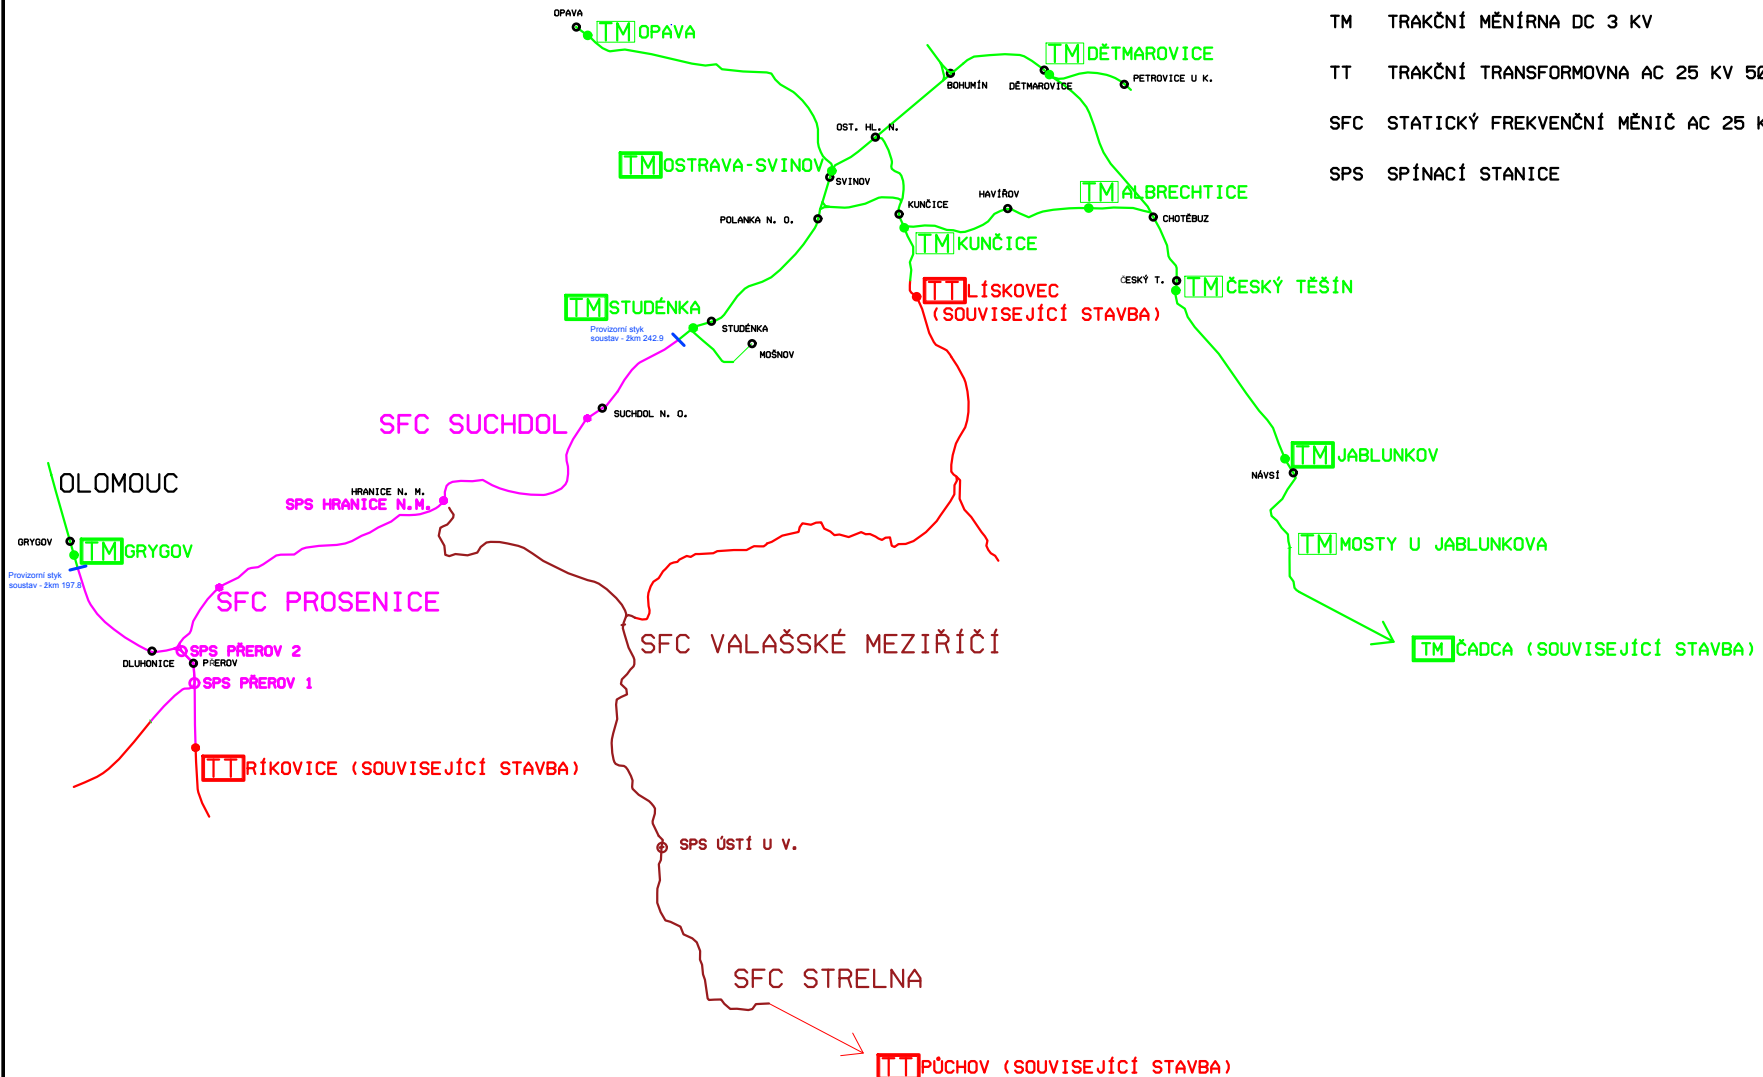 OPAVA
TM OPAVA
TM TRAKČNÍ MĚNÍRNA DC 3 KV
TM DĚTMAROVICE
TT TRAKČNÍ TRANSFORMOVNA AC 25 KV
BOHUMÍN
DĚTMAROVICE
PETROVICE U K.
OST. HL. N.
SFC STATICKÝ FREKVENČNÍ MĚNIČ AC 25
TM OSTRAVA-SVINOV
SVINOV
SPS SPÍNACÍ STANICE
HAVÍŘOV
TM ALBRECHTICE
KUNČICE
POLANKA N. O.
CHOTĚBUZ
TM KUNČICE
ČESKÝ T.
TM ČESKÝ TĚŠÍN
TT LÍSKOVEC
(SOUVISEJÍCÍ STAVBA)
TM STUDÉNKA
STUDÉNKA
Provizorní styk
soustav - žkm 242.9
MOŠNOV
SUCHDOL N. O.
SFC SUCHDOL
TM JABLUNKOV
NÁVSÍ
OLOMOUC
HRANICE N. M.
SPS HRANICE N.M.
GRYGOV
TM GRYGOV
TM MOSTY U JABLUNKOVA
Provizorní styk
soustav - žkm 197.8
SFC PROSENICE
SFC VALAŠSKÉ MEZIŘÍČÍ
TM ČADCA (SOUVISEJÍCÍ STAVBA)
SPS PŘEROV 2
DLUHONICE
PŘEROV
SPS PŘEROV 1
TT RÍKOVICE (SOUVISEJÍCÍ STAVBA)
SPS ÚSTÍ U V.
SFC STRELNA
TT PŮCHOV (SOUVISEJÍCÍ STAVBA)